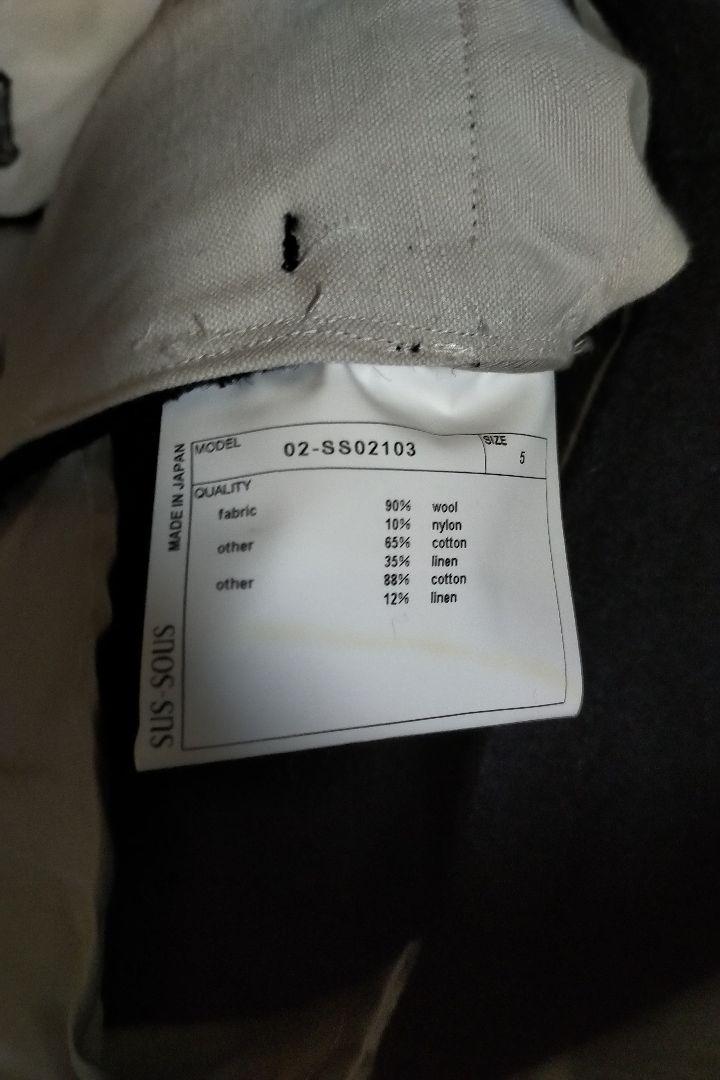 MODEL 02-SS02103 SIZE 5
QUALITY
fabric 90% wool
10% nylon
other 65% cotton
35% linen
other 88% cotton
12% linen
MADE IN JAPAN
sus-sous